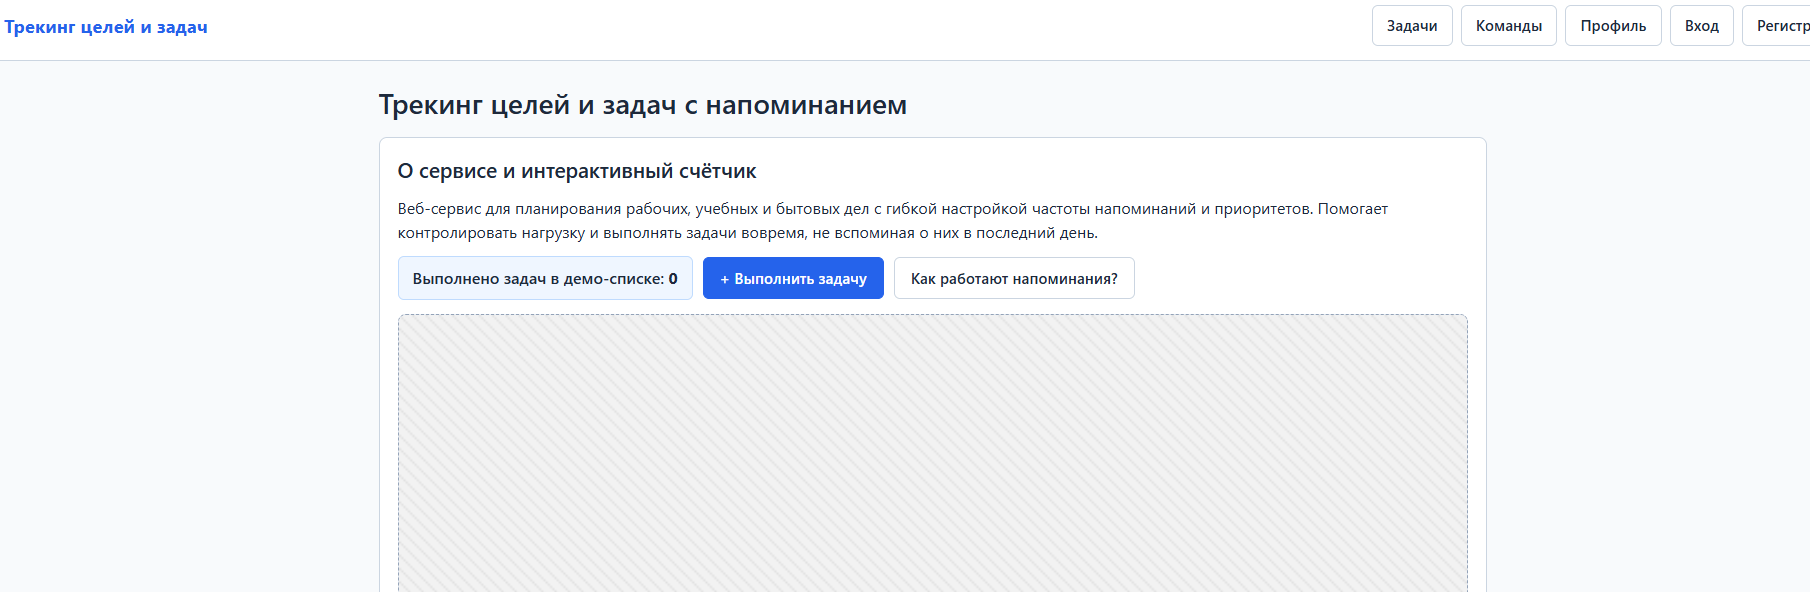 Трекинг целей и задач
Задачи
Команды
Профиль
Вход
Регистр
Трекинг целей и задач с напоминанием
О сервисе и интерактивный счётчик
Веб-сервис для планирования рабочих, учебных и бытовых дел с гибкой настройкой частоты напоминаний и приоритетов. Помогает
контролировать нагрузку и выполнять задачи вовремя, не вспоминая о них в последний день.
Выполнено задач в демо-списке: 0
+ Выполнить задачу
Как работают напоминания?